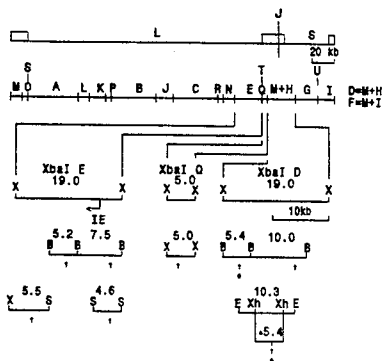 J
L S
20 kb
S T U
M O A L K P B J C R N E Q M+H G I D=M+H
F=M+I
XbaI E XbaI Q XbaI D
19.0 5.0 19.0
X X X X X X
IE 10kb
5.2 7.5 5.0 5.4 10.0
B B B X X B B B
5.5 4.6 10.3
X S S S E Xh Xh E
5.4